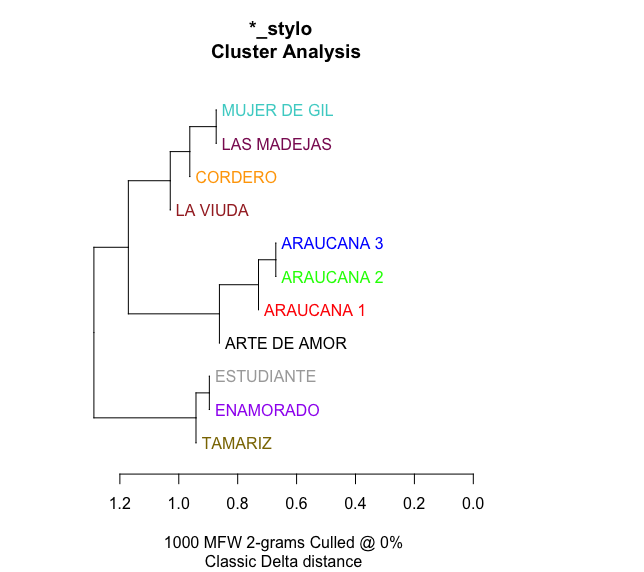 *_stylo
Cluster Analysis
MUJER DE GIL
LAS MADEJAS
CORDERO
LA VIUDA
ARAUCANA 3
ARAUCANA 2
ARAUCANA 1
ARTE DE AMOR
ESTUDIANTE
ENAMORADO
TAMARIZ
1.2 1.0 0.8 0.6 0.4 0.2 0.0
1000 MFW 2-grams Culled @ 0%
Classic Delta distance